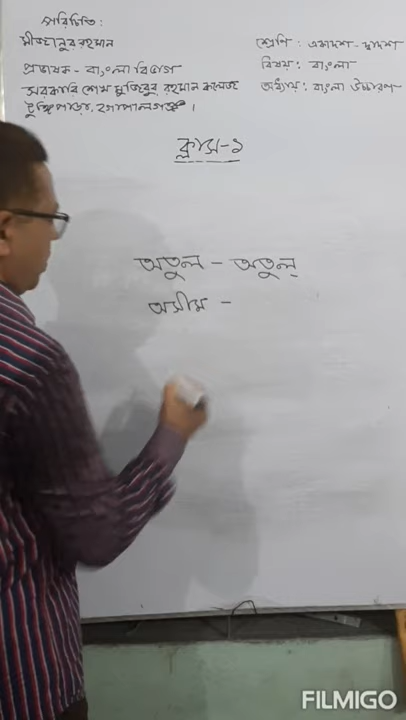 পরিচিতি:
মীজানুর রহমান
প্রভাষক - বাংলা বিভাগ
সরকারি শেখ মুজিবুর রহমান কলেজ
টুঙ্গিপাড়া, গোপালগঞ্জ।
শ্রেণি: একাদশ-দ্বাদশ
বিষয়: বাংলা
অধ্যায়: বাংলা উচ্চারণ
ক্লাস-১
অতুল - অতুল্
অসীম -
FILMIGO